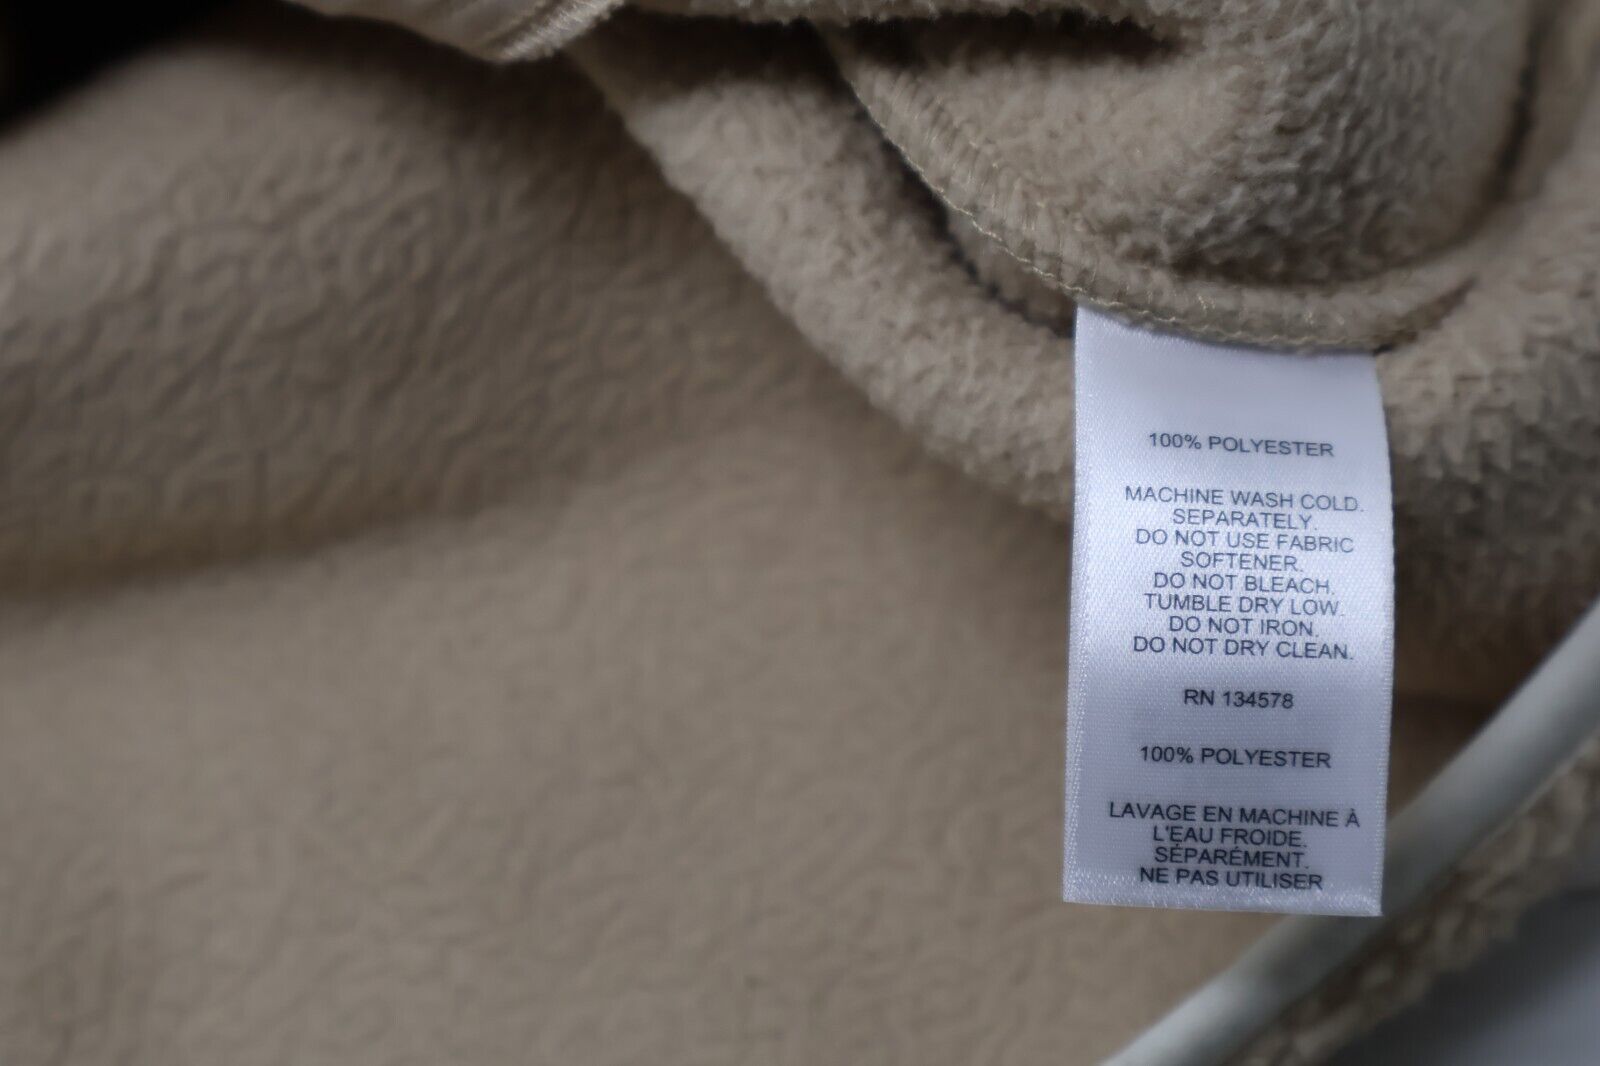 100% POLYESTER
MACHINE WASH COLD.
SEPARATELY.
DO NOT USE FABRIC
SOFTENER.
DO NOT BLEACH.
TUMBLE DRY LOW.
DO NOT IRON.
DO NOT DRY CLEAN.
RN 134578
100% POLYESTER
LAVAGE EN MACHINE À
L'EAU FROIDE.
SÉPARÉMENT.
NE PAS UTILISER